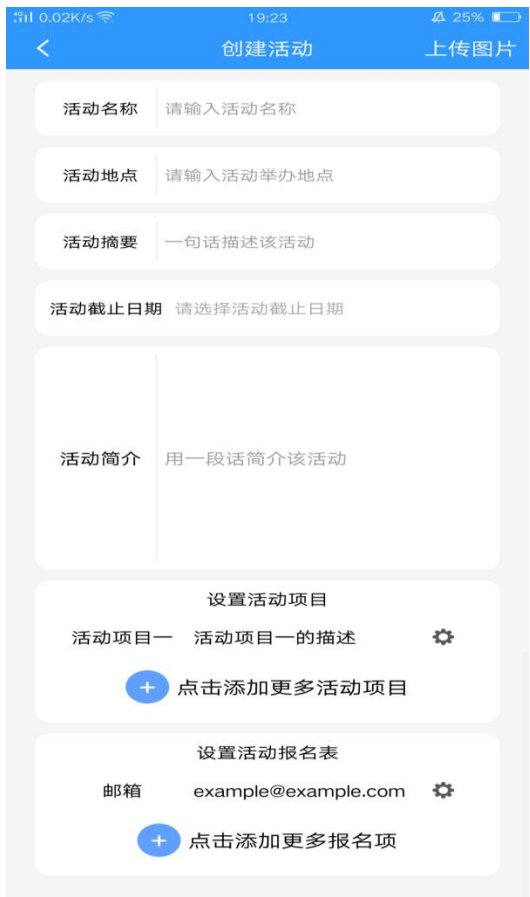 4G 0.02K/s 19:23 25%
创建活动 上传图片
活动名称 请输入活动名称
活动地点 请输入活动举办地点
活动摘要 一句话描述该活动
活动截止日期 请选择活动截止日期
活动简介 用一段话简介该活动
设置活动项目
活动项目一 活动项目一的描述
点击添加更多活动项目
设置活动报名表
邮箱 example@example.com
点击添加更多报名项